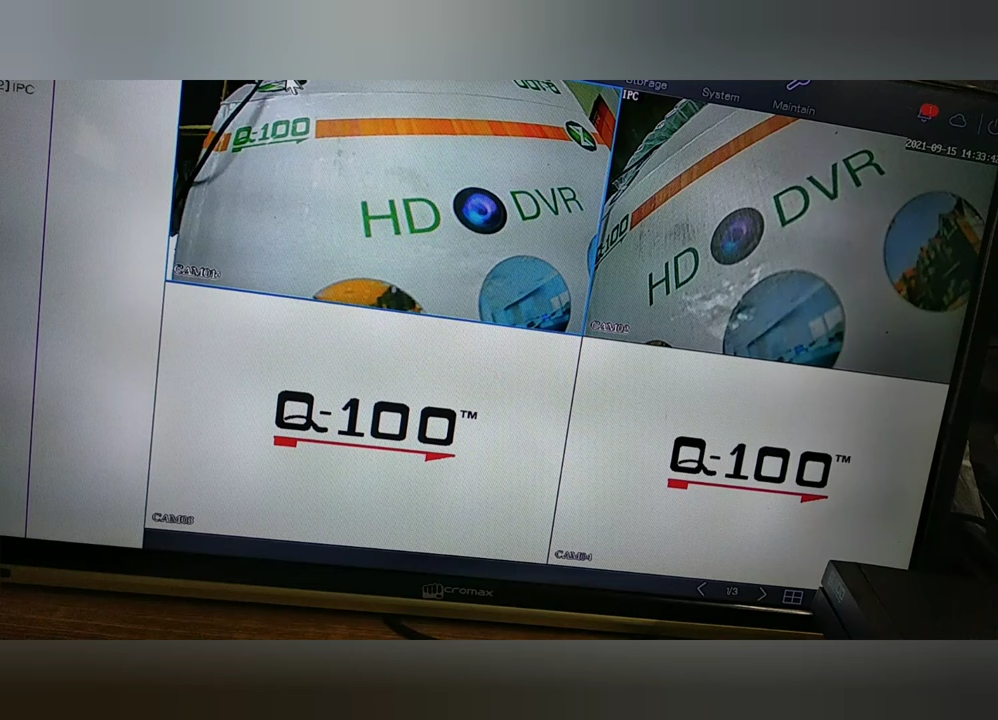 IPC
Storage
System
Maintain
1
IPC
2021-09-15 14:33:4
Q-100
HD DVR
CAM01
-100
HD DVR
CAM02
Q-100™
CAM03
Q-100™
CAM04
1/3
Micromax